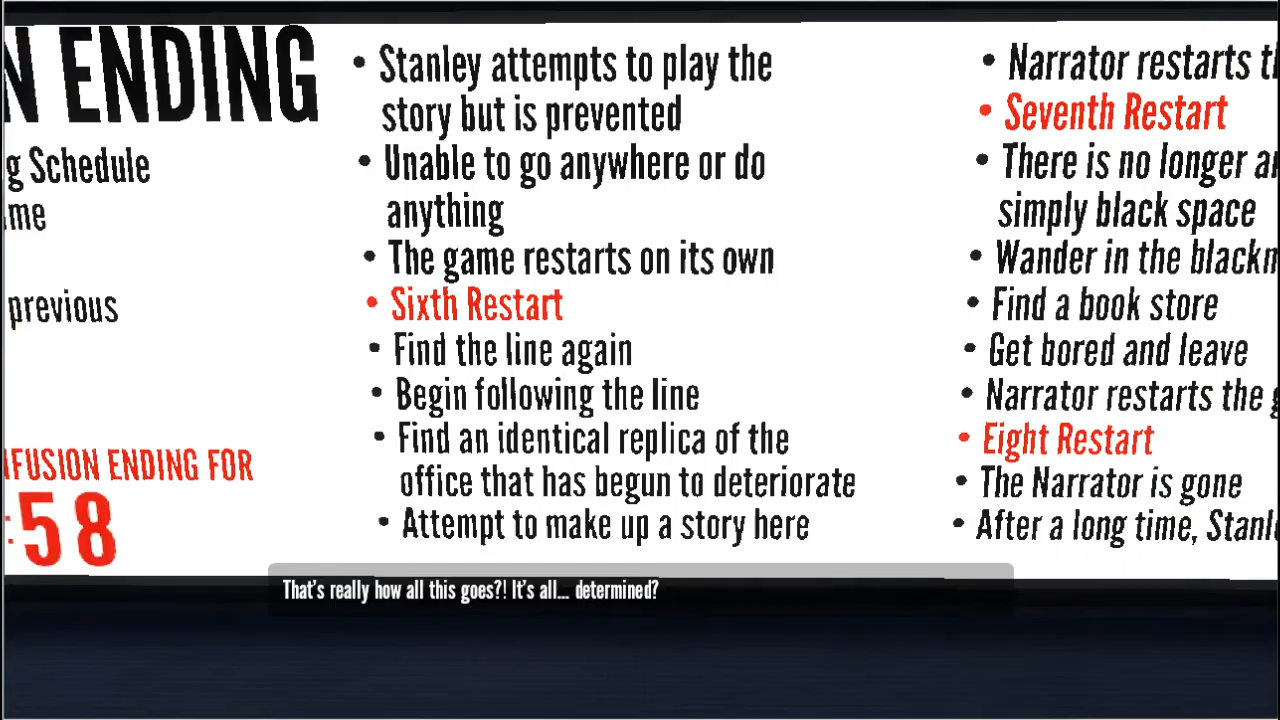 N ENDING
g Schedule
me
previous
FUSION ENDING FOR
:58
• Stanley attempts to play the
story but is prevented
• Unable to go anywhere or do
anything
• The game restarts on its own
• Sixth Restart
• Find the line again
• Begin following the line
• Find an identical replica of the
office that has begun to deteriorate
• Attempt to make up a story here
• Narrator restarts t
• Seventh Restart
• There is no longer a
simply black space
• Wander in the black
• Find a book store
• Get bored and leave
• Narrator restarts the g
• Eight Restart
• The Narrator is gone
• After a long time, Stanl
That's really how all this goes?! It's all... determined?